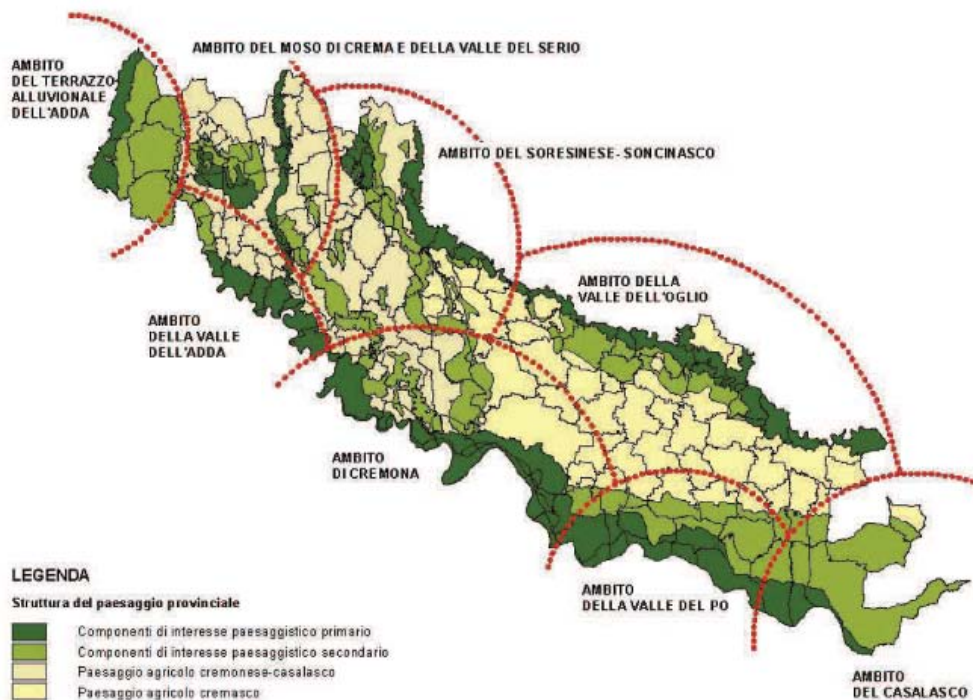 AMBITO
DEL TERRAZZO
ALLUVIONALE
DELL'ADDA
AMBITO DEL MOSO DI CREMA E DELLA VALLE DEL SERIO
AMBITO DEL SORESINESE- SONCINASCO
AMBITO DELLA
VALLE DELL'OGLIO
AMBITO
DELLA VALLE
DELL'ADDA
AMBITO
DI CREMONA
AMBITO
DELLA VALLE DEL PO
AMBITO
DEL CASALASCO
LEGENDA
Struttura del paesaggio provinciale
Componenti di interesse paesaggistico primario
Componenti di interesse paesaggistico secondario
Paesaggio agricolo cremonese-casalasco
Paesaggio agricolo cremasco